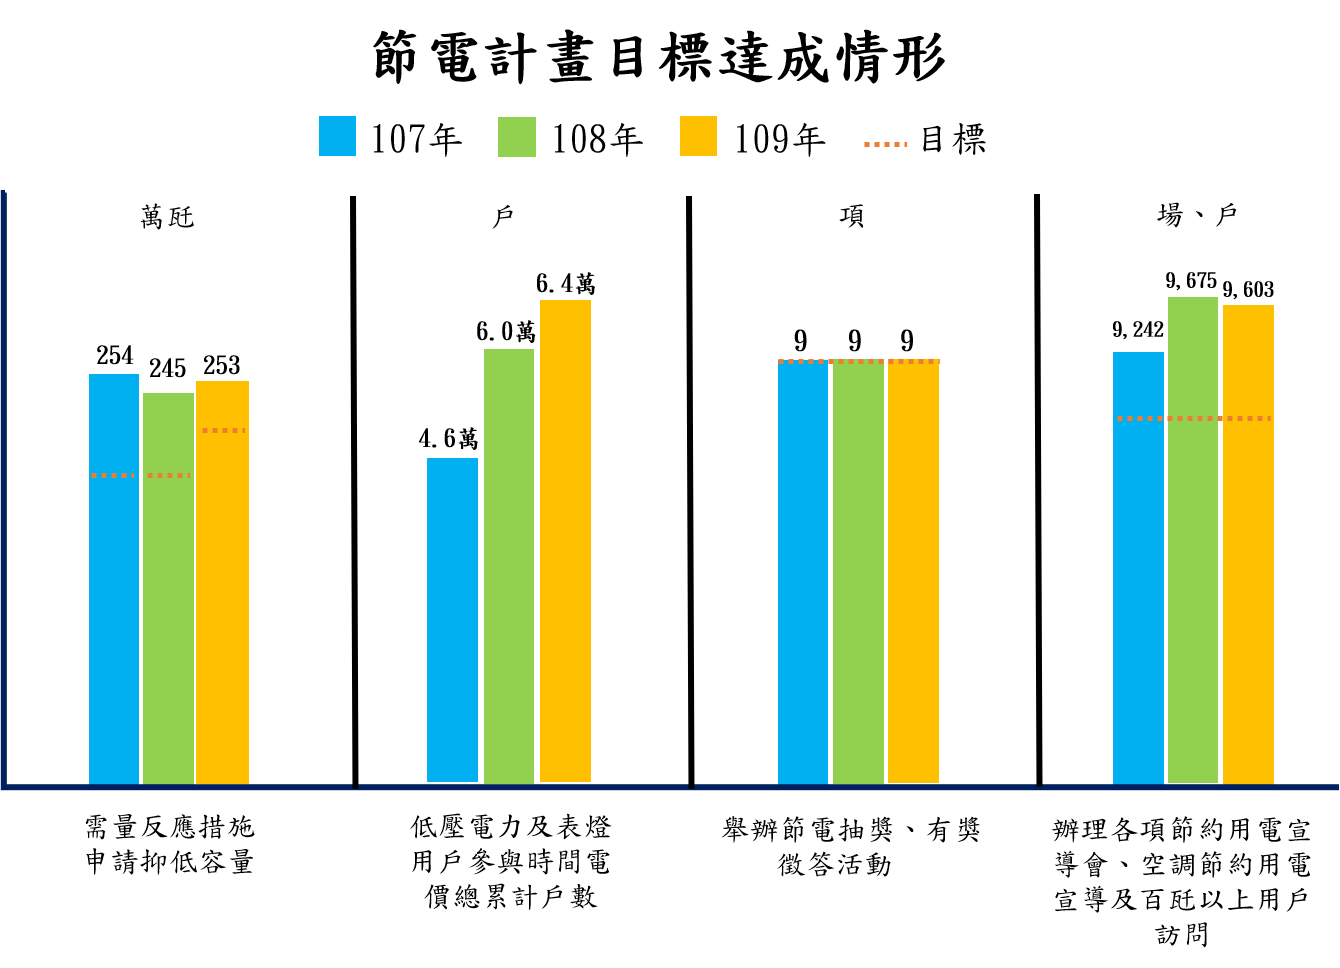 節電計畫目標達成情形
107年 108年 109年 目標
萬瓩
254
245
253
需量反應措施
申請抑低容量
戶
4.6萬
6.0萬
6.4萬
低壓電力及表燈
用戶參與時間電
價總累計戶數
項
9
9
9
舉辦節電抽獎、有獎
徵答活動
場、戶
9,242
9,675
9,603
辦理各項節約用電宣
導會、空調節約用電
宣導及百瓩以上用戶
訪問